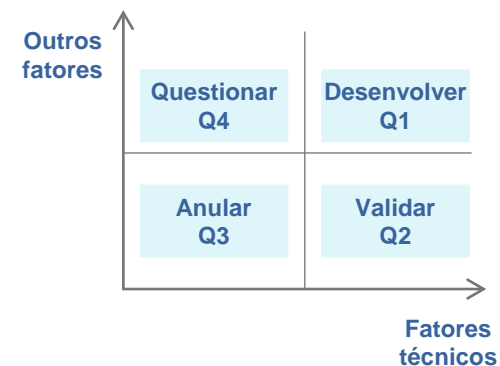 Outros
fatores
Questionar
Q4
Desenvolver
Q1
Anular
Q3
Validar
Q2
Fatores
técnicos